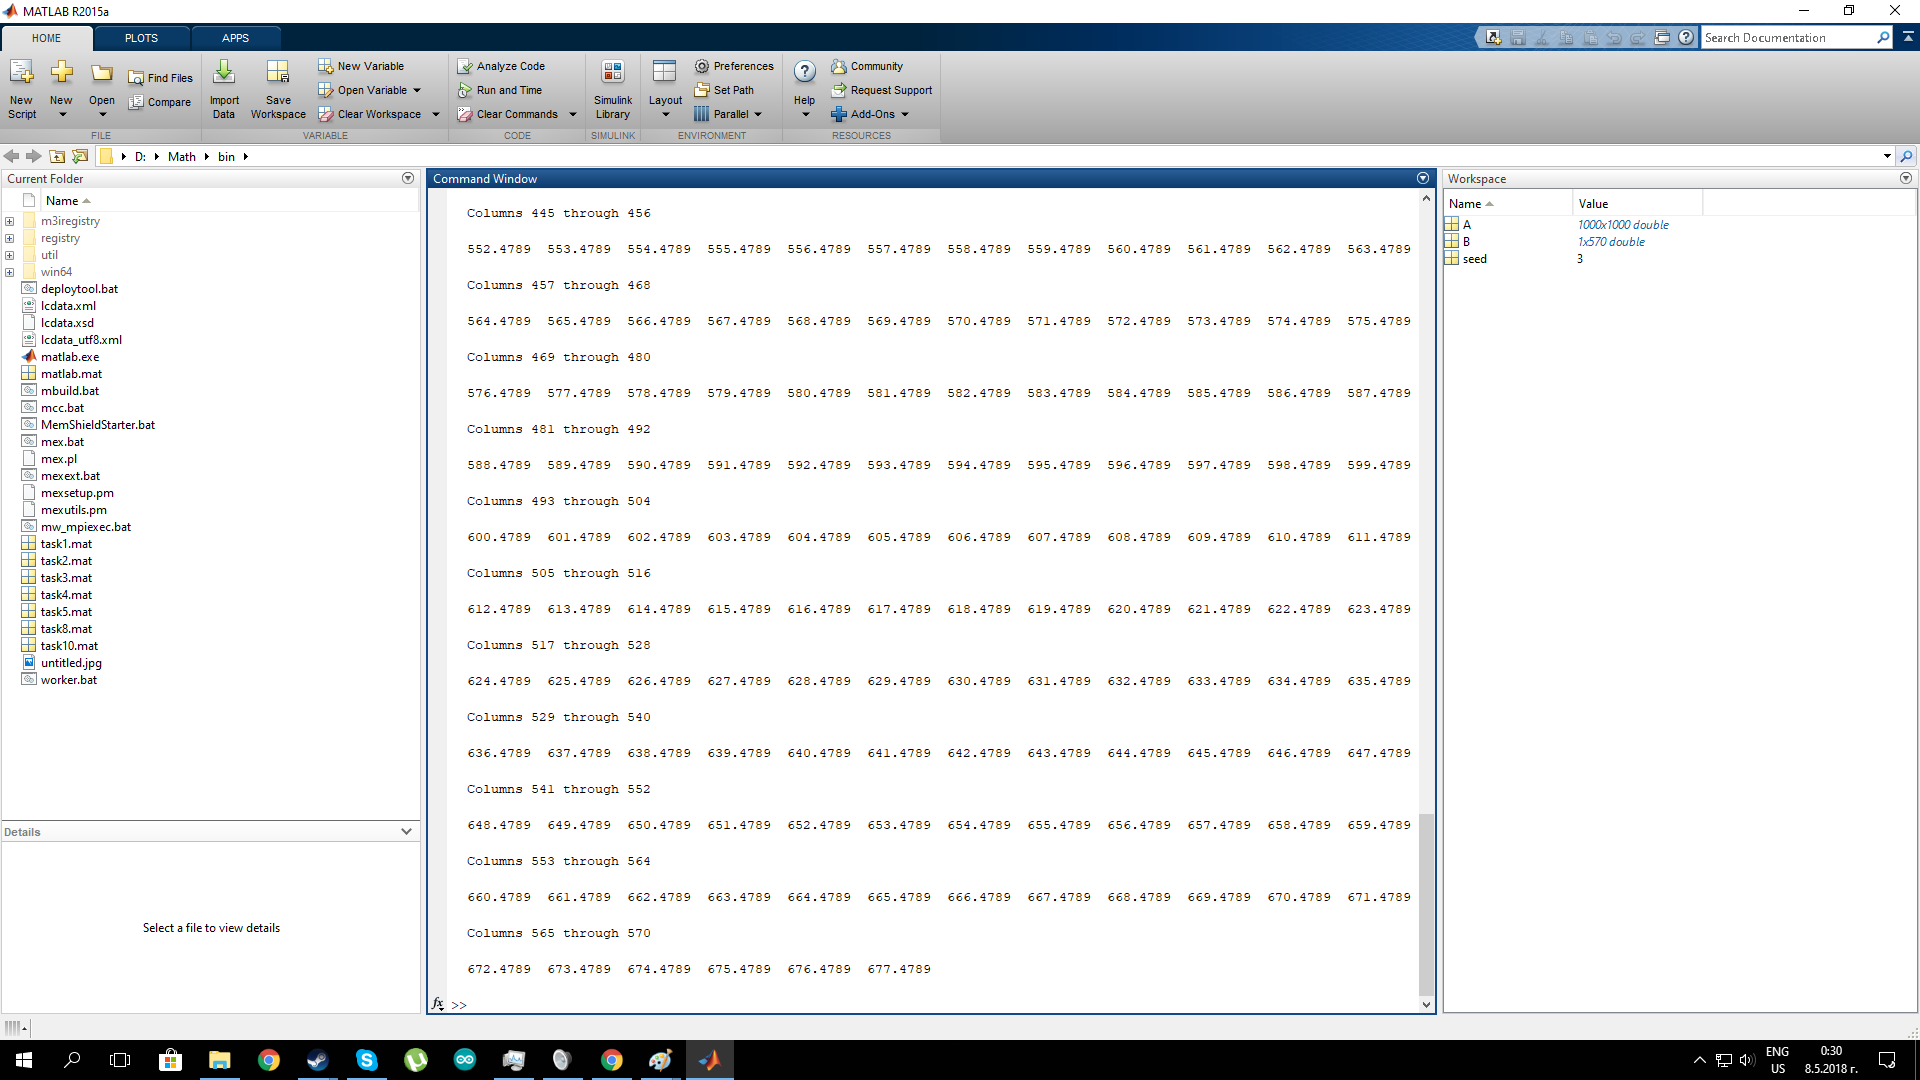 MATLAB R2015a
HOME PLOTS APPS
Search Documentation
New Script
New
Open
Find Files
Compare
Import Data
Save Workspace
New Variable
Open Variable
Clear Workspace
Analyze Code
Run and Time
Clear Commands
Simulink Library
Layout
Preferences
Set Path
Parallel
Help
Community
Request Support
Add-Ons
FILE VARIABLE CODE SIMULINK ENVIRONMENT RESOURCES
D: Math bin
Current Folder
Name
m3iregistry
registry
util
win64
deploytool.bat
lcdata.xml
lcdata.xsd
lcdata_utf8.xml
matlab.exe
matlab.mat
mbuild.bat
mcc.bat
MemShieldStarter.bat
mex.bat
mex.pl
mexext.bat
mexsetup.pm
mexutils.pm
mw_mpiexec.bat
task1.mat
task2.mat
task3.mat
task4.mat
task5.mat
task8.mat
task10.mat
untitled.jpg
worker.bat
Details
Select a file to view details
Command Window
Columns 445 through 456
552.4789 553.4789 554.4789 555.4789 556.4789 557.4789 558.4789 559.4789 560.4789 561.4789 562.4789 563.4789
Columns 457 through 468
564.4789 565.4789 566.4789 567.4789 568.4789 569.4789 570.4789 571.4789 572.4789 573.4789 574.4789 575.4789
Columns 469 through 480
576.4789 577.4789 578.4789 579.4789 580.4789 581.4789 582.4789 583.4789 584.4789 585.4789 586.4789 587.4789
Columns 481 through 492
588.4789 589.4789 590.4789 591.4789 592.4789 593.4789 594.4789 595.4789 596.4789 597.4789 598.4789 599.4789
Columns 493 through 504
600.4789 601.4789 602.4789 603.4789 604.4789 605.4789 606.4789 607.4789 608.4789 609.4789 610.4789 611.4789
Columns 505 through 516
612.4789 613.4789 614.4789 615.4789 616.4789 617.4789 618.4789 619.4789 620.4789 621.4789 622.4789 623.4789
Columns 517 through 528
624.4789 625.4789 626.4789 627.4789 628.4789 629.4789 630.4789 631.4789 632.4789 633.4789 634.4789 635.4789
Columns 529 through 540
636.4789 637.4789 638.4789 639.4789 640.4789 641.4789 642.4789 643.4789 644.4789 645.4789 646.4789 647.4789
Columns 541 through 552
648.4789 649.4789 650.4789 651.4789 652.4789 653.4789 654.4789 655.4789 656.4789 657.4789 658.4789 659.4789
Columns 553 through 564
660.4789 661.4789 662.4789 663.4789 664.4789 665.4789 666.4789 667.4789 668.4789 669.4789 670.4789 671.4789
Columns 565 through 570
672.4789 673.4789 674.4789 675.4789 676.4789 677.4789
fx >>
Workspace
Name Value
A 1000x1000 double
B 1x570 double
seed 3
ENG
US
0:30
8.5.2018 г.